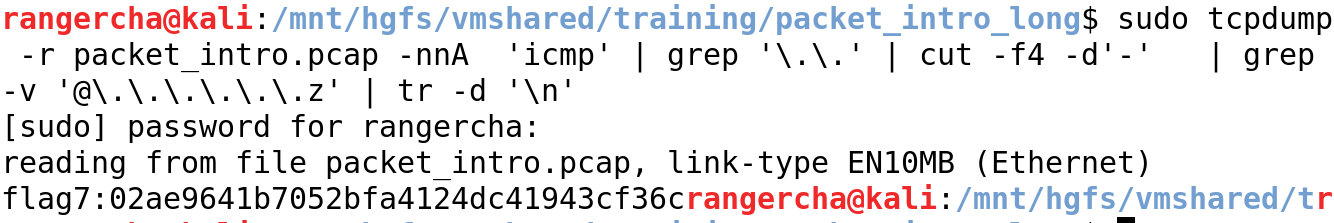 rangercha@kali:/mnt/hgfs/vmshared/training/packet_intro_long$ sudo tcpdump
-r packet_intro.pcap -nnA  'icmp' | grep '\.\.' | cut -f4 -d'-'   | grep
-v '@\.\.\.\.\.\.z' | tr -d '\n'
[sudo] password for rangercha:
reading from file packet_intro.pcap, link-type EN10MB (Ethernet)
flag7:02ae9641b7052bfa4124dc41943cf36crangercha@kali:/mnt/hgfs/vmshared/tr